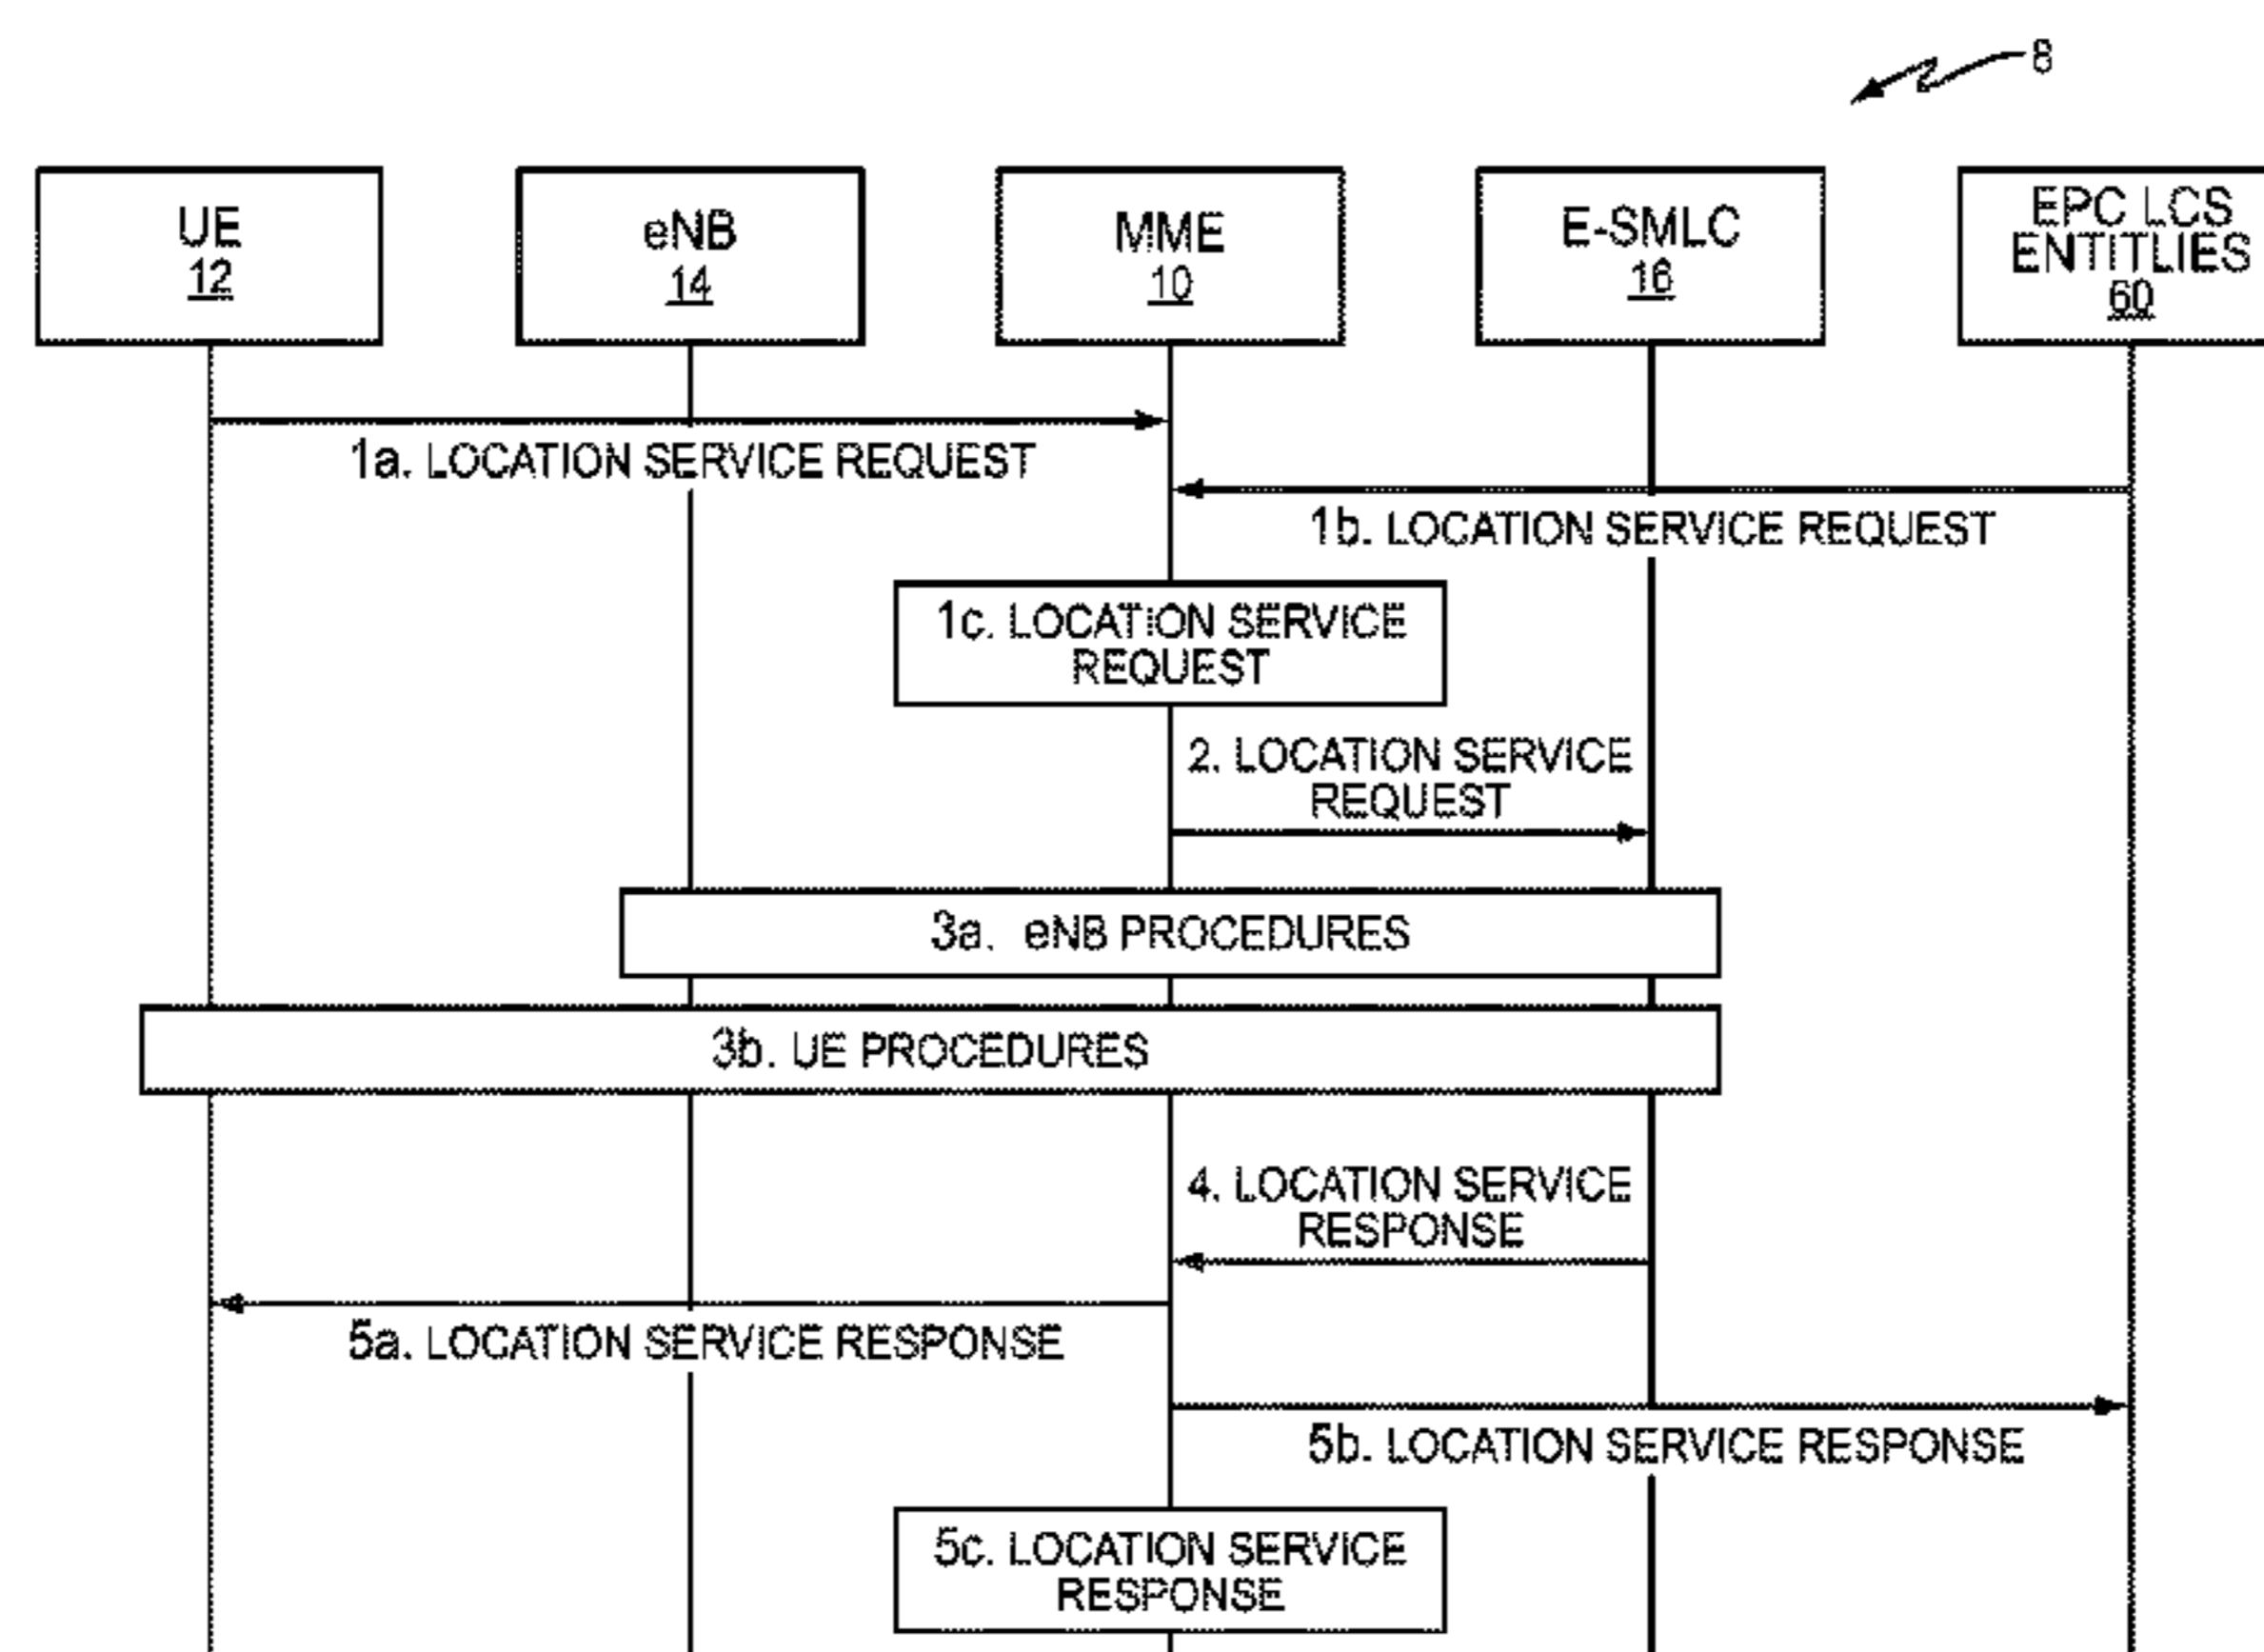 8
UE
12
eNB
14
MME
10
E-SMLC
16
EPC LCS
ENTITLIES
60
1a. LOCATION SERVICE REQUEST
1b. LOCATION SERVICE REQUEST
1c. LOCATION SERVICE
REQUEST
2. LOCATION SERVICE
REQUEST
3a. eNB PROCEDURES
3b. UE PROCEDURES
4. LOCATION SERVICE
RESPONSE
5a. LOCATION SERVICE RESPONSE
5b. LOCATION SERVICE RESPONSE
5c. LOCATION SERVICE
RESPONSE